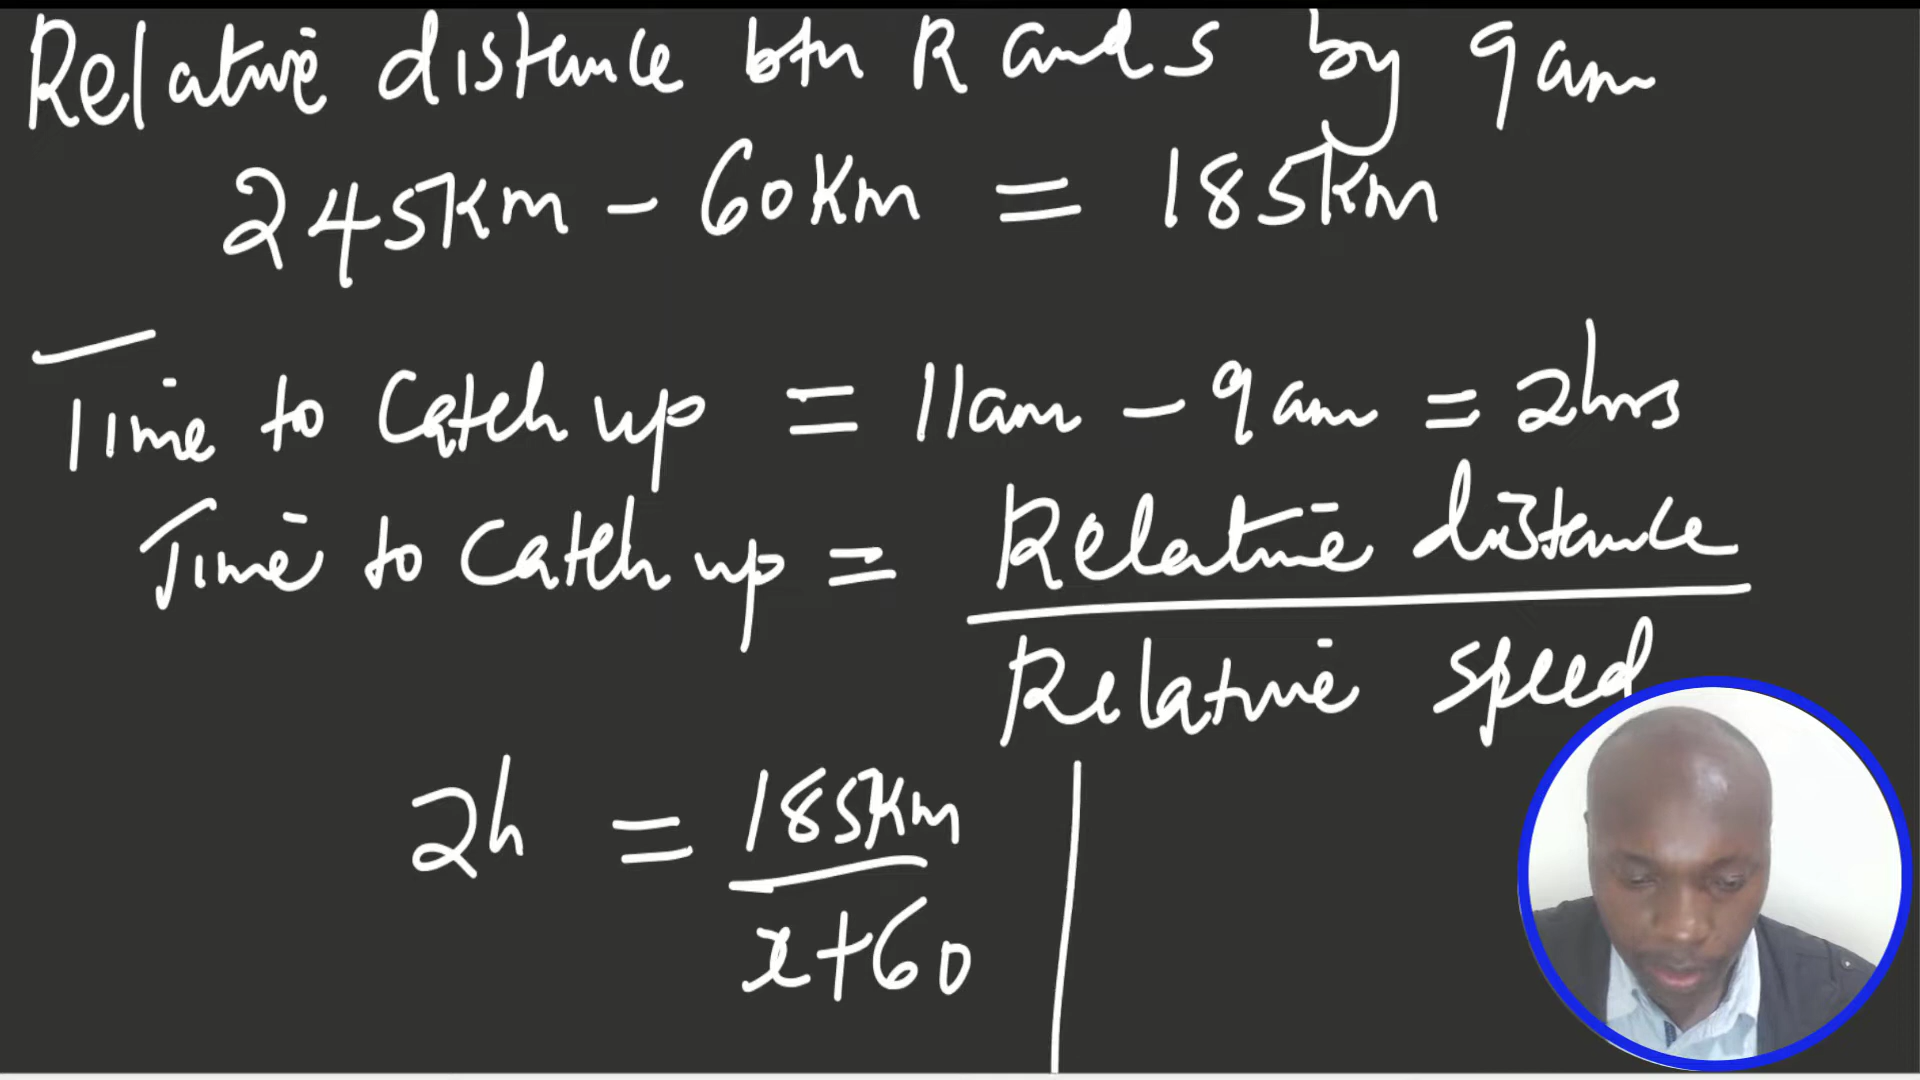 Relative distance btn R and S by 9am
245Km - 60Km = 185km
Time to Catch up = 11am - 9am = 2hrs
Time to Catch up = Relative distance
Relative speed
2h = 185Km
x+60